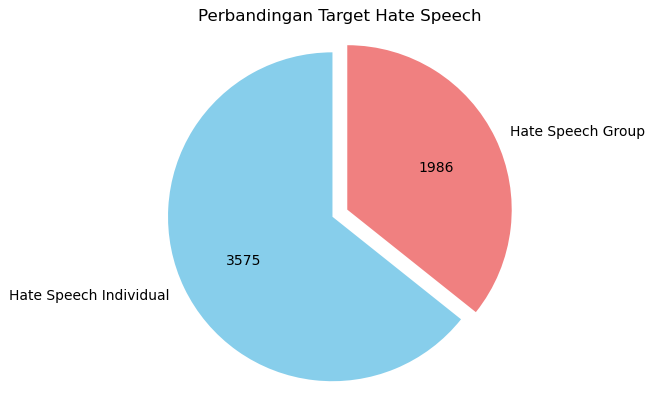 Perbandingan Target Hate Speech
Hate Speech Group
1986
3575
Hate Speech Individual